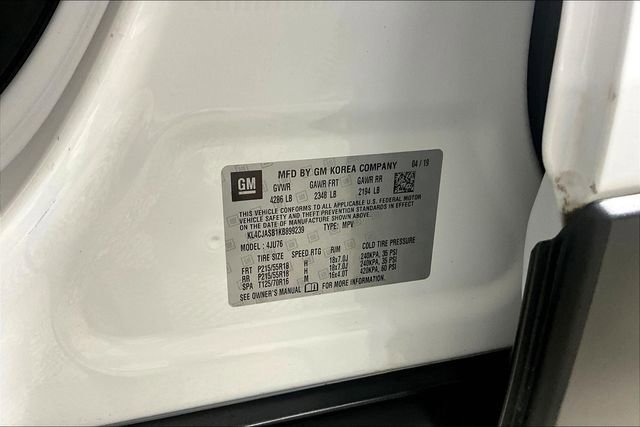 GM
MFD BY GM KOREA COMPANY 04/19
GVWR GAWR FRT GAWR RR
4286 LB 2348 LB 2194 LB
THIS VEHICLE CONFORMS TO ALL APPLICABLE U.S. FEDERAL MOTOR
VEHICLE SAFETY AND THEFT PREVENTION STANDARDS IN EFFECT
ON THE DATE OF MANUFACTURE SHOWN ABOVE.
KL4CJASB1KB899239 TYPE: MPV
MODEL: 4JU76
TIRE SIZE SPEED RTG RIM COLD TIRE PRESSURE
FRT P215/55R18 H 18x7.0J 240KPA, 35 PSI
RR P215/55R18 H 18x7.0J 240KPA, 35 PSI
SPA T125/70R16 M 16x4.0T 420KPA, 60 PSI
SEE OWNER'S MANUAL FOR MORE INFORMATION.